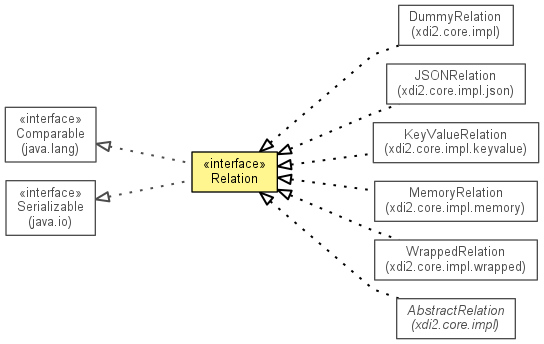 DummyRelation
(xdi2.core.impl)
JSONRelation
(xdi2.core.impl.json)
«interface»
Comparable
(java.lang)
KeyValueRelation
(xdi2.core.impl.keyvalue)
«interface»
Relation
«interface»
Serializable
(java.io)
MemoryRelation
(xdi2.core.impl.memory)
WrappedRelation
(xdi2.core.impl.wrapped)
AbstractRelation
(xdi2.core.impl)